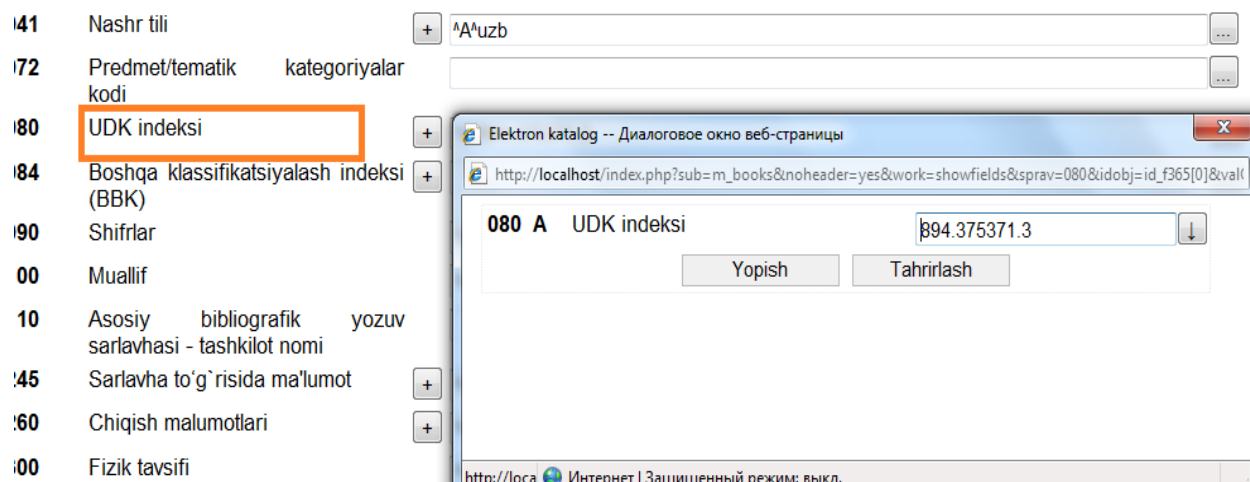 041 Nashr tili + ^A^uzb ...
072 Predmet/tematik kategoriyalar ...
kodi
080 UDK indeksi +
084 Boshqa klassifikatsiyalash indeksi +
(BBK)
090 Shifrlar
00 Muallif
10 Asosiy bibliografik yozuv
sarlavhasi - tashkilot nomi
245 Sarlavha to‘g`risida ma'lumot +
260 Chiqish malumotlari +
300 Fizik tavsifi
Elektron katalog -- Диалоговое окно веб-страницы x
http://localhost/index.php?sub=m_books&noheader=yes&work=showfields&sprav=080&idobj=id_f365[0]&val
080 A UDK indeksi 894.375371.3 ↓
Yopish Tahrirlash
http://loca Интернет | Защищенный режим: выкл.